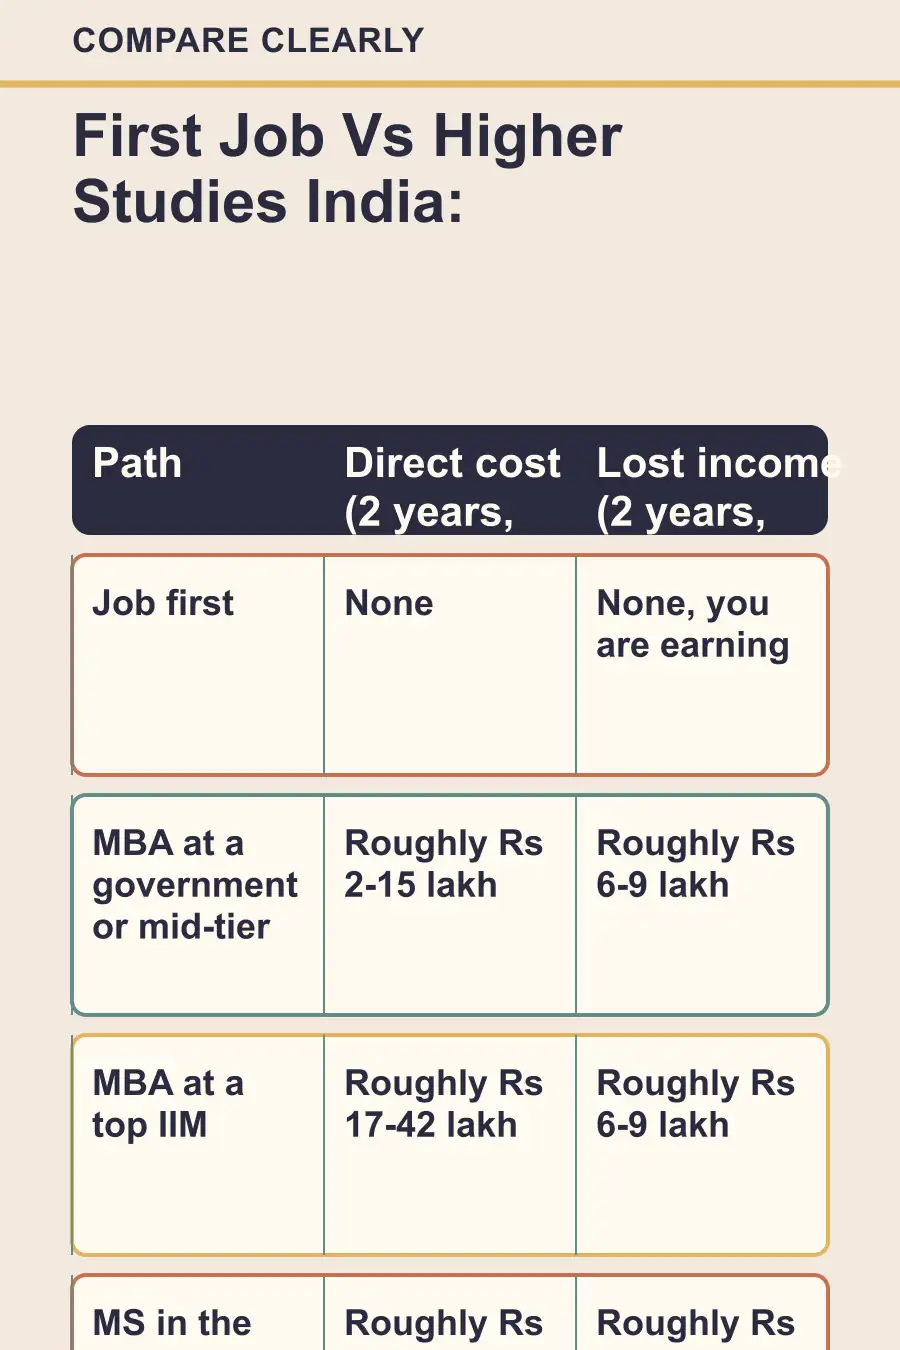 COMPARE CLEARLY
First Job Vs Higher
Studies India:
Path
Direct cost
(2 years,
Lost income
(2 years,
Job first
None
None, you
are earning
MBA at a
government
or mid-tier
Roughly Rs
2-15 lakh
Roughly Rs
6-9 lakh
MBA at a
top IIM
Roughly Rs
17-42 lakh
Roughly Rs
6-9 lakh
MS in the
Roughly Rs
Roughly Rs